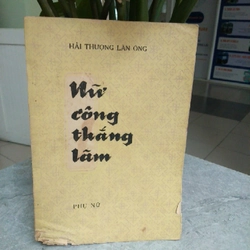 HẢI THƯỢNG LÃN ÔNG
Nữ
công
thắng
lãm
PHỤ NỮ